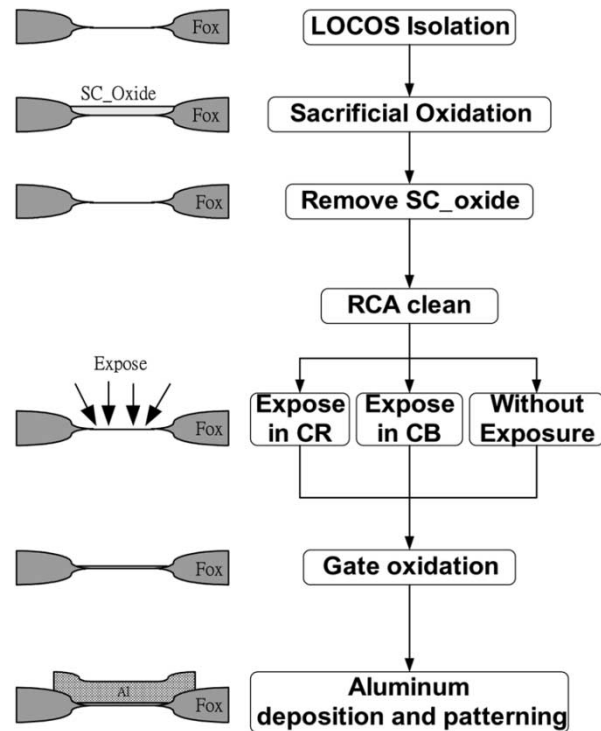 Fox
LOCOS Isolation
SC_Oxide
Fox
Sacrificial Oxidation
Fox
Remove SC_oxide
RCA clean
Expose
Fox
Expose
in CR
Expose
in CB
Without
Exposure
Fox
Gate oxidation
Al
Fox
Aluminum
deposition and patterning